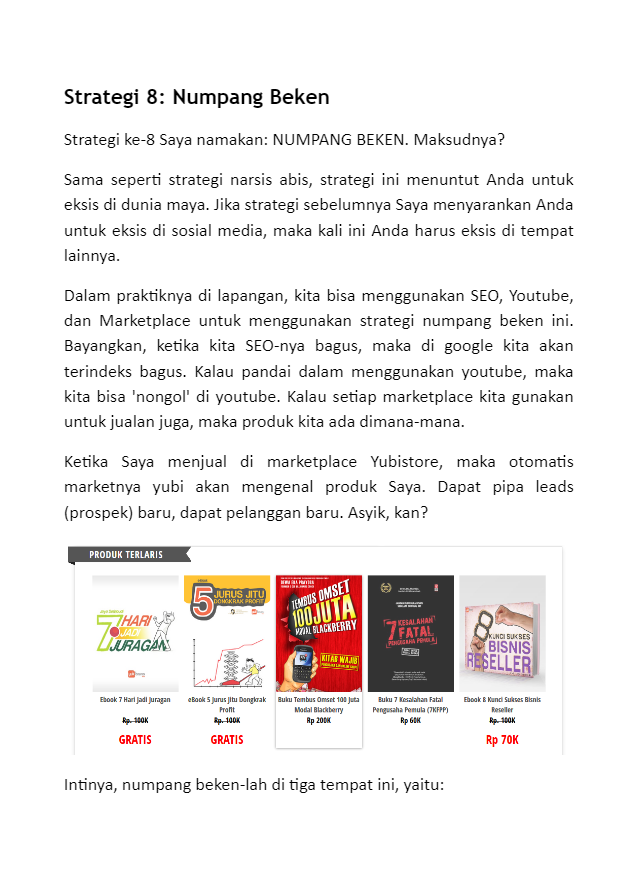 Strategi 8: Numpang Beken
Strategi ke-8 Saya namakan: NUMPANG BEKEN. Maksudnya?
Sama seperti strategi narsis abis, strategi ini menuntut Anda untuk
eksis di dunia maya. Jika strategi sebelumnya Saya menyarankan Anda
untuk eksis di sosial media, maka kali ini Anda harus eksis di tempat
lainnya.
Dalam praktiknya di lapangan, kita bisa menggunakan SEO, Youtube,
dan Marketplace untuk menggunakan strategi numpang beken ini.
Bayangkan, ketika kita SEO-nya bagus, maka di google kita akan
terindeks bagus. Kalau pandai dalam menggunakan youtube, maka
kita bisa 'nongol' di youtube. Kalau setiap marketplace kita gunakan
untuk jualan juga, maka produk kita ada dimana-mana.
Ketika Saya menjual di marketplace Yubistore, maka otomatis
marketnya yubi akan mengenal produk Saya. Dapat pipa leads
(prospek) baru, dapat pelanggan baru. Asyik, kan?
PRODUK TERLARIS
7 HARI
JADI
JURAGAN
5 JURUS JITU
DONGKRAK PROFIT
TEMBUS OMSET
100 JUTA
MODAL BLACKBERRY
KITAB WAJIB
7 KESALAHAN
FATAL
PENGUSAHA PEMULA
8 KUNCI SUKSES
BISNIS
RESELLER
Ebook 7 Hari Jadi Juragan
Rp. 100K
GRATIS
eBook 5 Jurus Jitu Dongkrak
Profit
Rp. 100K
GRATIS
Buku Tembus Omset 100 Juta
Modal Blackberry
Rp 200K
Buku 7 Kesalahan Fatal
Pengusaha Pemula (7KFPP)
Rp 60K
Ebook 8 Kunci Sukses Bisnis
Reseller
Rp. 100K
Rp 70K
Intinya, numpang beken-lah di tiga tempat ini, yaitu: